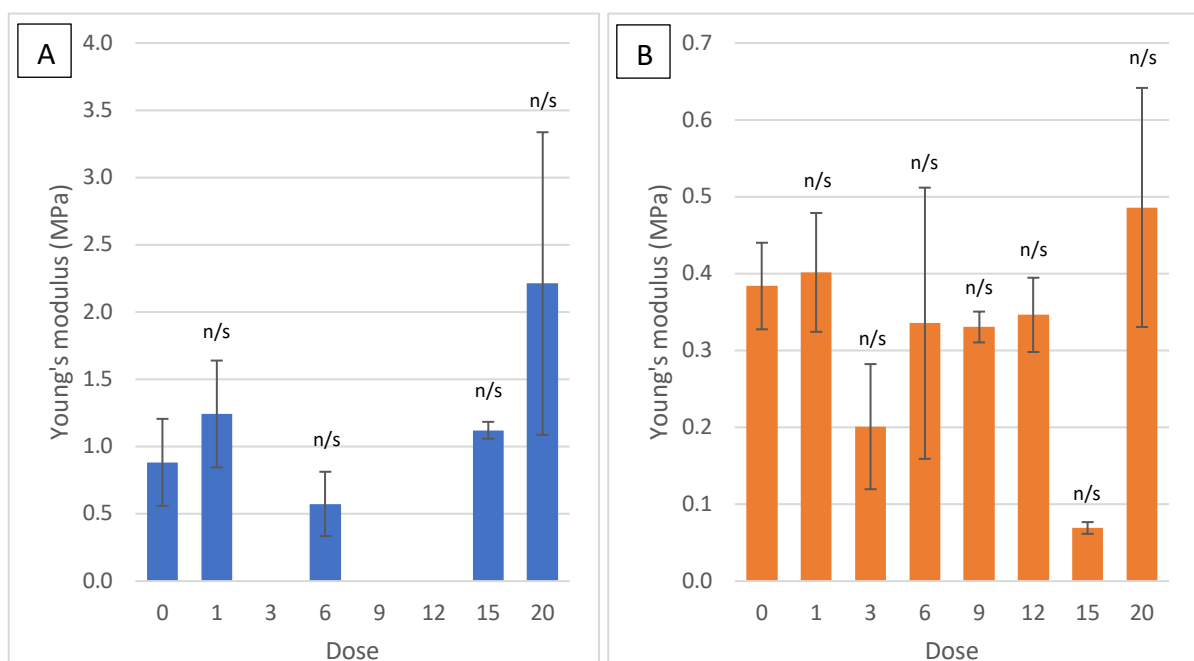 A
Young's modulus (MPa)
4.0
3.5
3.0
2.5
2.0
1.5
1.0
0.5
0.0
n/s
n/s
n/s
n/s
0 1 3 6 9 12 15 20
Dose
B
Young's modulus (MPa)
0.7
0.6
0.5
0.4
0.3
0.2
0.1
0.0
n/s
n/s
n/s
n/s
n/s
n/s
n/s
0 1 3 6 9 12 15 20
Dose